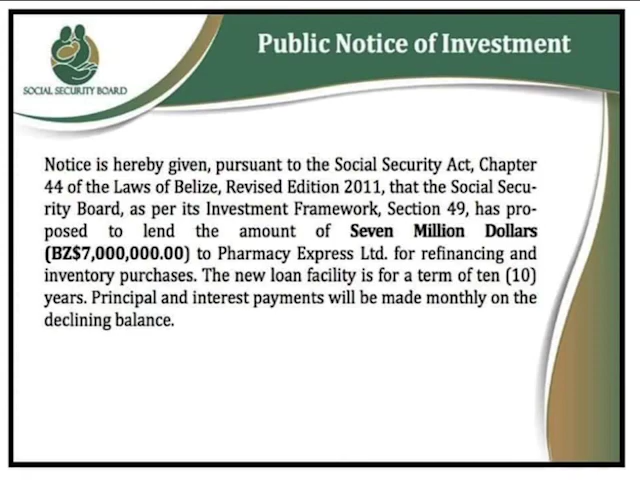 Public Notice of Investment
SOCIAL SECURITY BOARD
Notice is hereby given, pursuant to the Social Security Act, Chapter
44 of the Laws of Belize, Revised Edition 2011, that the Social Secu-
rity Board, as per its Investment Framework, Section 49, has pro-
posed to lend the amount of Seven Million Dollars
(BZ$7,000,000.00) to Pharmacy Express Ltd. for refinancing and
inventory purchases. The new loan facility is for a term of ten (10)
years. Principal and interest payments will be made monthly on the
declining balance.